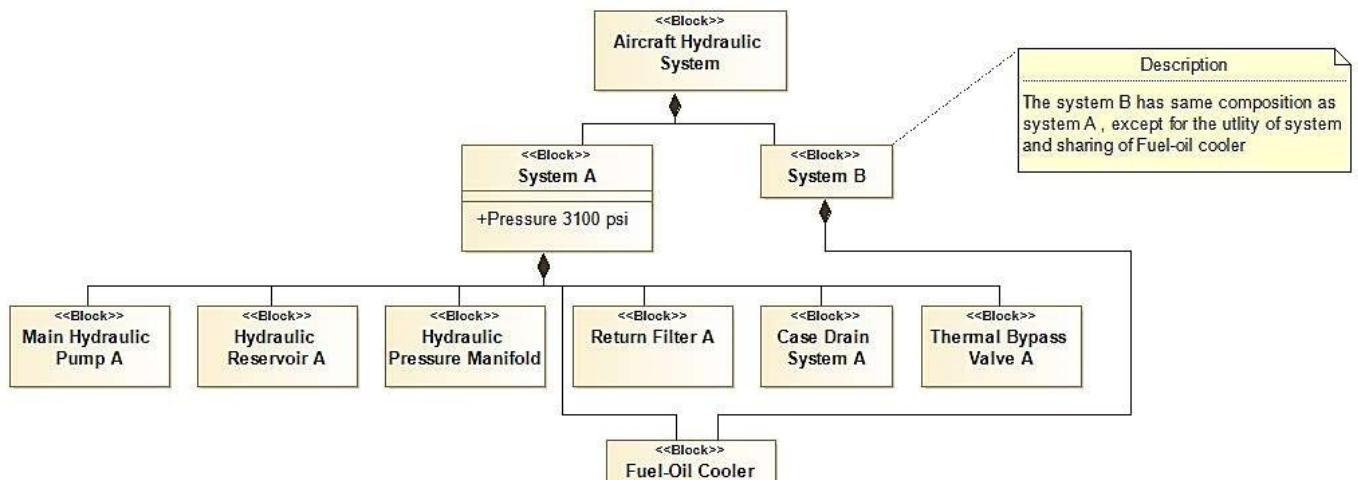 <<Block>>
Aircraft Hydraulic
System
Description
The system B has same composition as
system A , except for the utlity of system
and sharing of Fuel-oil cooler
<<Block>>
System A
+Pressure 3100 psi
<<Block>>
System B
<<Block>>
Main Hydraulic
Pump A
<<Block>>
Hydraulic
Reservoir A
<<Block>>
Hydraulic
Pressure Manifold
<<Block>>
Return Filter A
<<Block>>
Case Drain
System A
<<Block>>
Thermal Bypass
Valve A
<<Block>>
Fuel-Oil Cooler